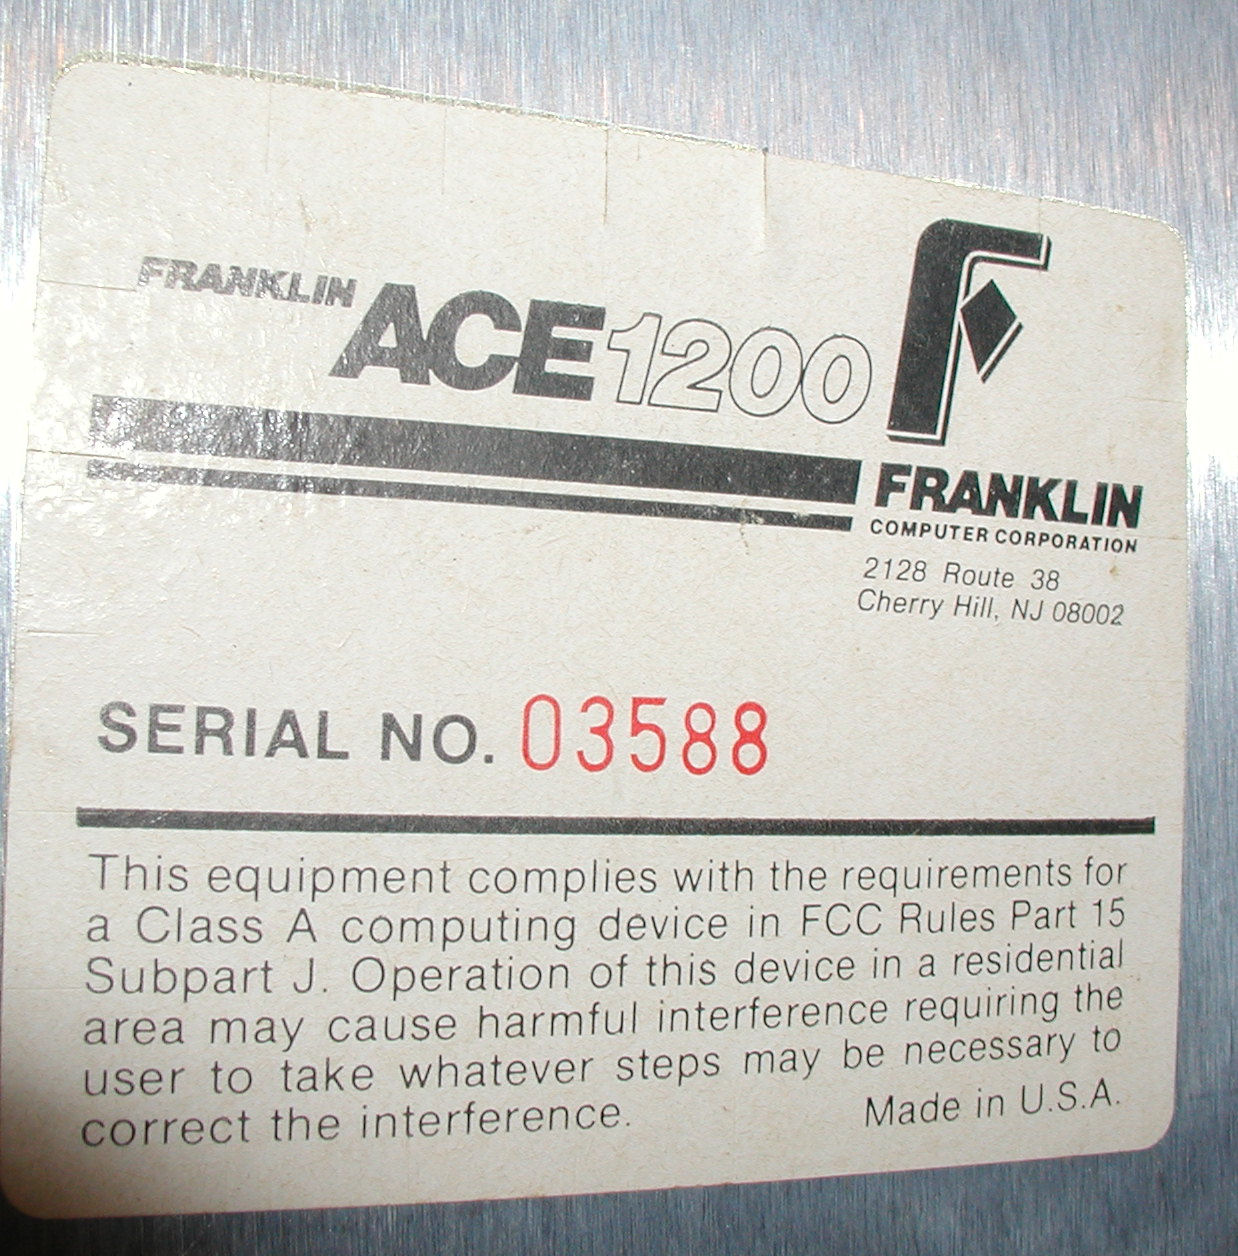 FRANKLIN ACE 1200
FRANKLIN
COMPUTER CORPORATION
2128 Route 38
Cherry Hill, NJ 08002
SERIAL NO. 03588
This equipment complies with the requirements for
a Class A computing device in FCC Rules Part 15
Subpart J. Operation of this device in a residential
area may cause harmful interference requiring the
user to take whatever steps may be necessary to
correct the interference.
Made in U.S.A.